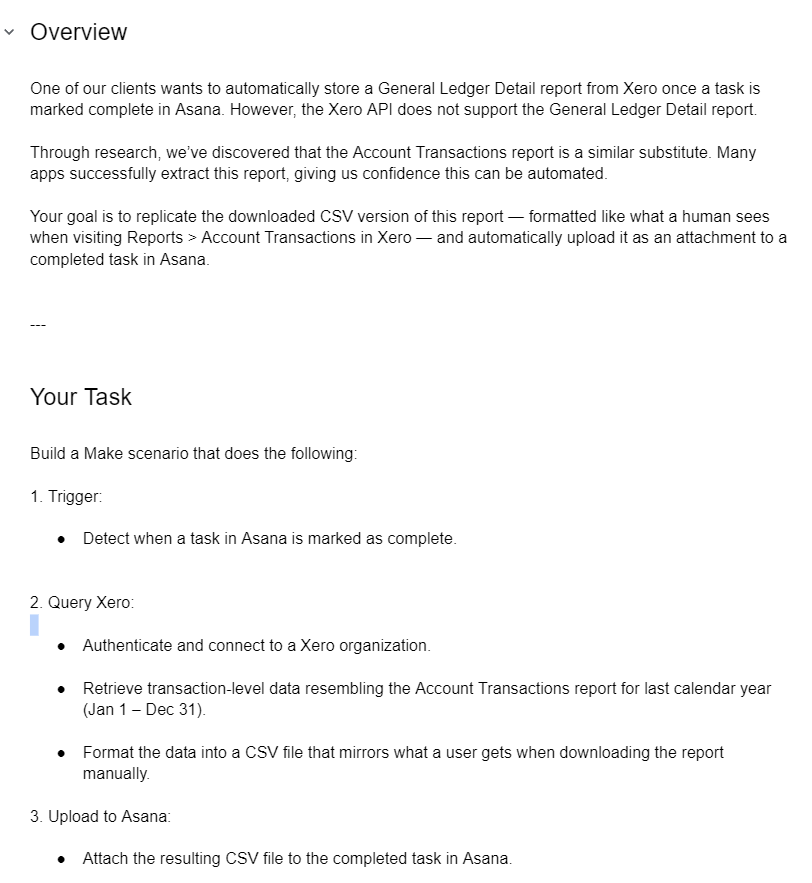 Overview
One of our clients wants to automatically store a General Ledger Detail report from Xero once a task is
marked complete in Asana. However, the Xero API does not support the General Ledger Detail report.
Through research, we've discovered that the Account Transactions report is a similar substitute. Many
apps successfully extract this report, giving us confidence this can be automated.
Your goal is to replicate the downloaded CSV version of this report — formatted like what a human sees
when visiting Reports > Account Transactions in Xero — and automatically upload it as an attachment to a
completed task in Asana.
---
Your Task
Build a Make scenario that does the following:
1. Trigger:
● Detect when a task in Asana is marked as complete.
2. Query Xero:
● Authenticate and connect to a Xero organization.
● Retrieve transaction-level data resembling the Account Transactions report for last calendar year
(Jan 1 – Dec 31).
● Format the data into a CSV file that mirrors what a user gets when downloading the report
manually.
3. Upload to Asana:
● Attach the resulting CSV file to the completed task in Asana.